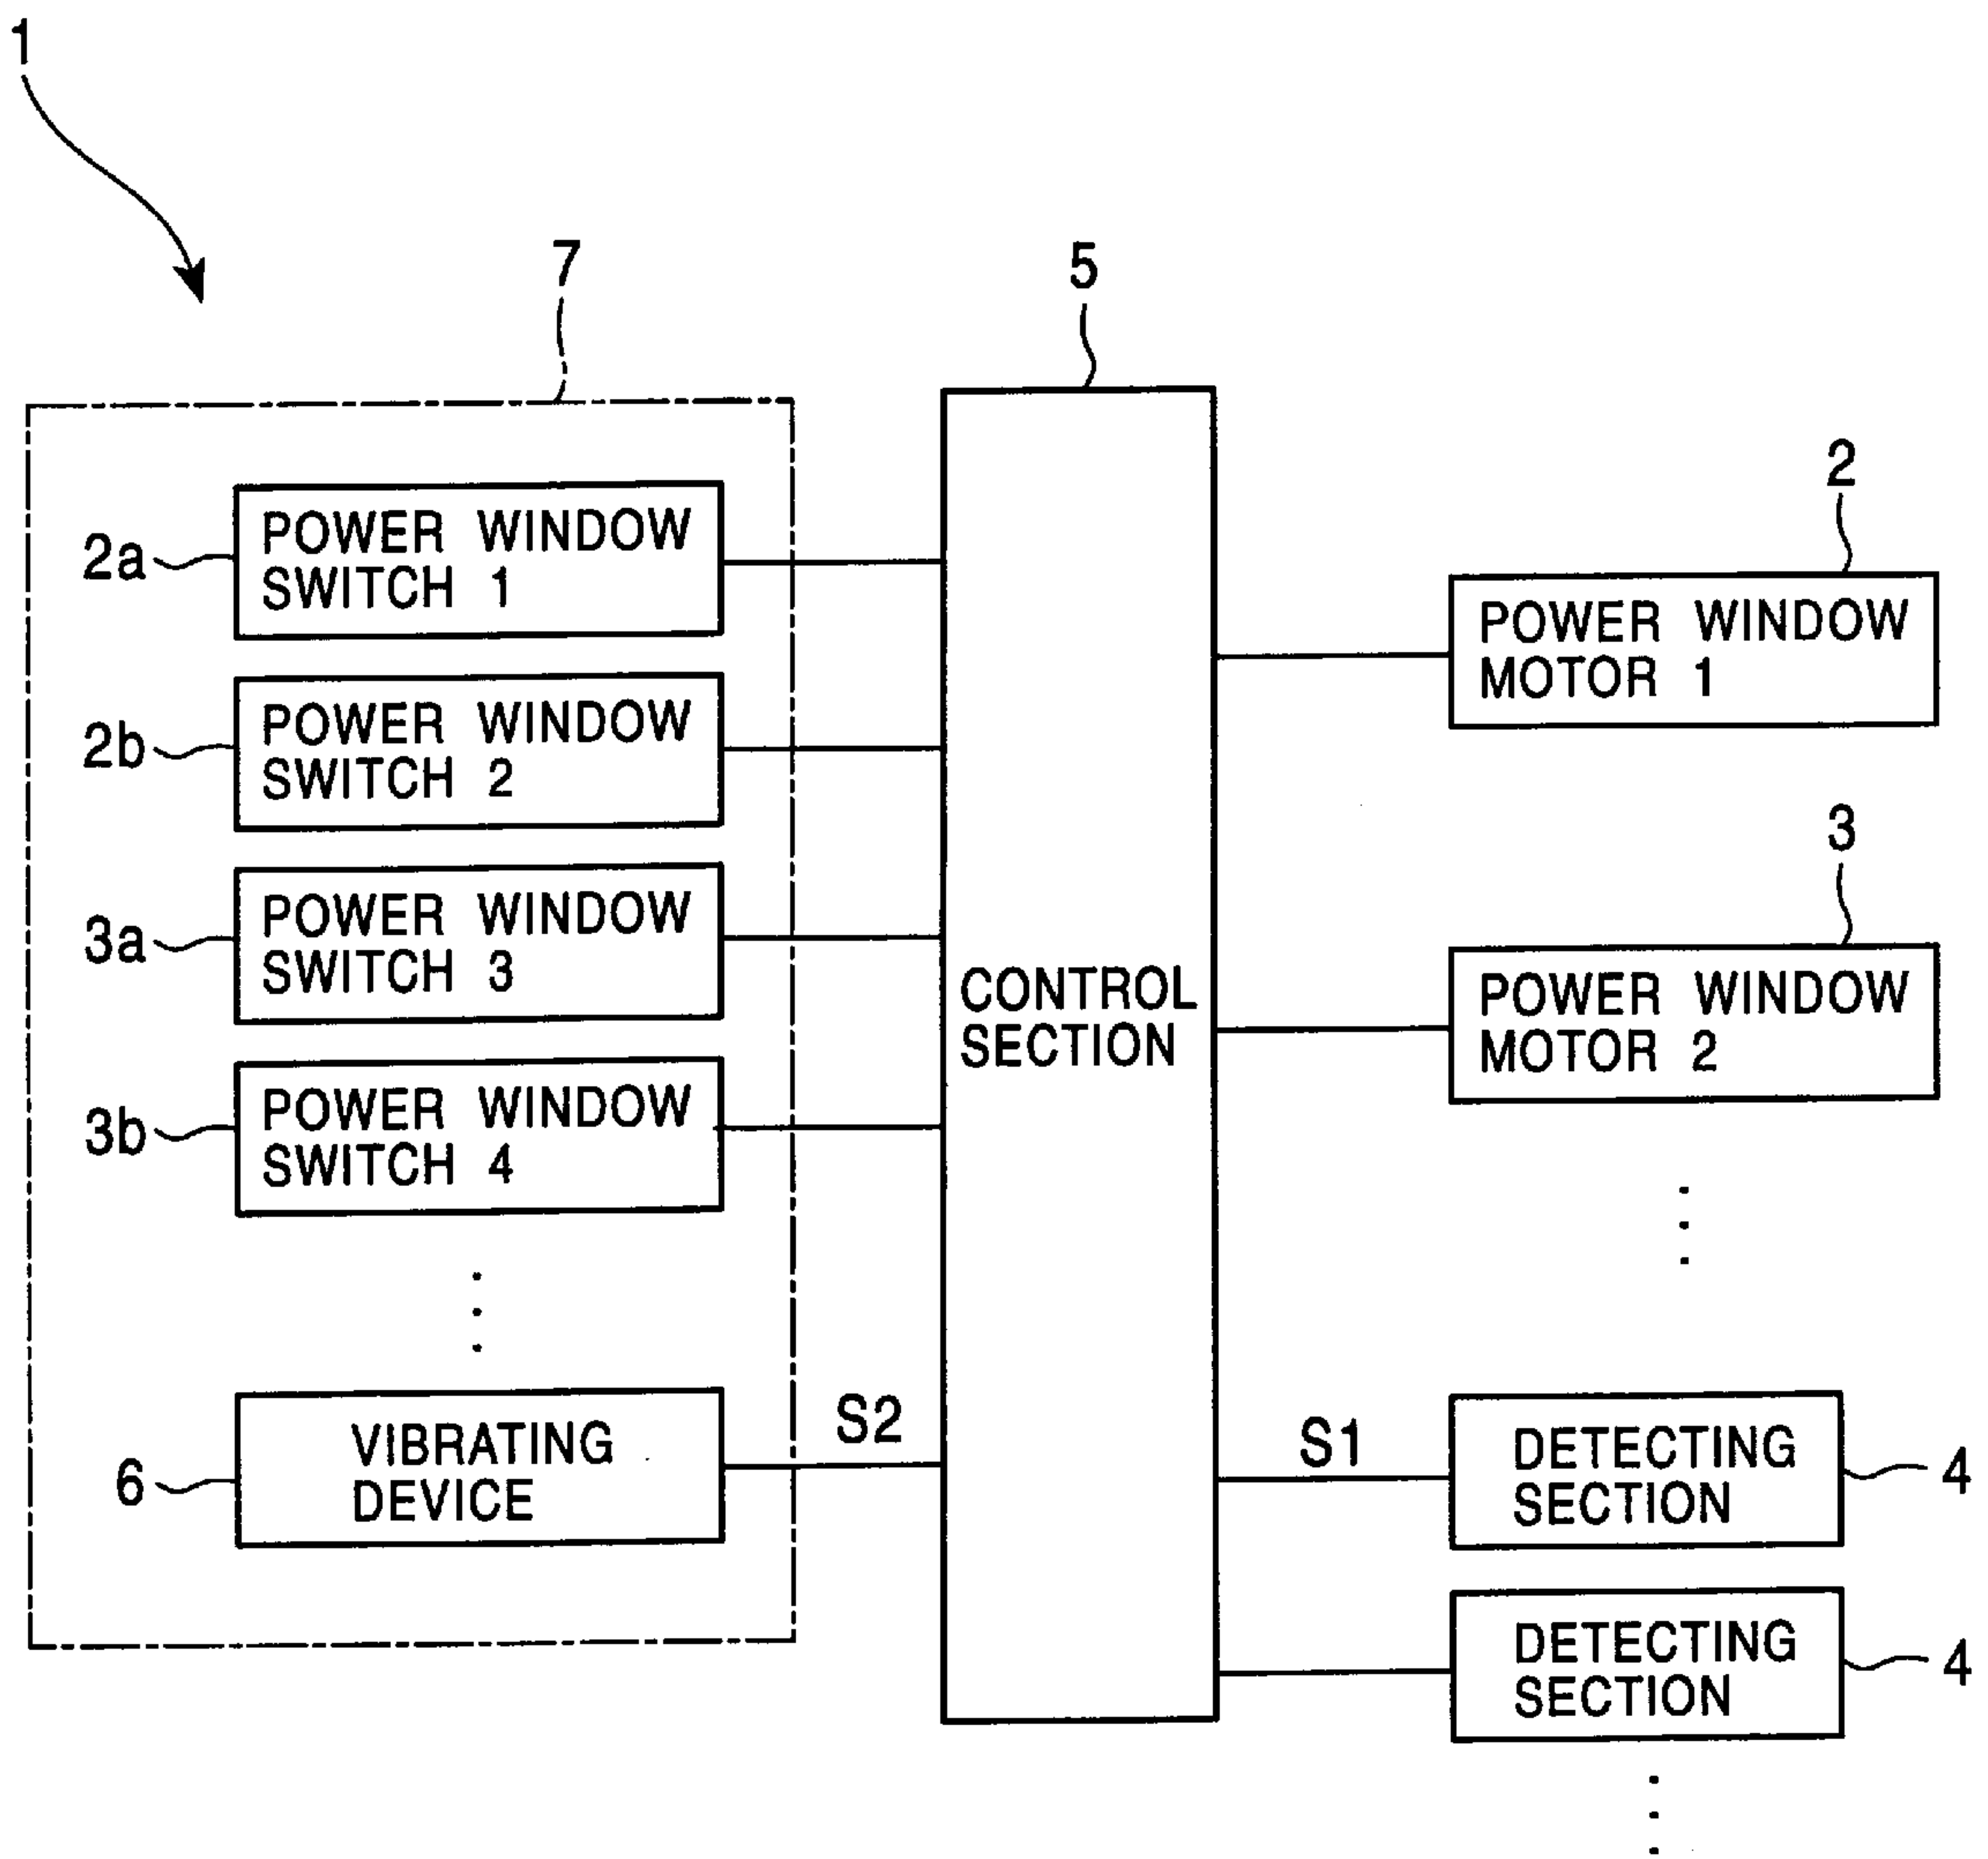 1
7
5
2a
POWER WINDOW
SWITCH 1
2b
POWER WINDOW
SWITCH 2
3a
POWER WINDOW
SWITCH 3
3b
POWER WINDOW
SWITCH 4
6
VIBRATING
DEVICE
S2
CONTROL
SECTION
2
POWER WINDOW
MOTOR 1
3
POWER WINDOW
MOTOR 2
S1
DETECTING
SECTION
4
DETECTING
SECTION
4